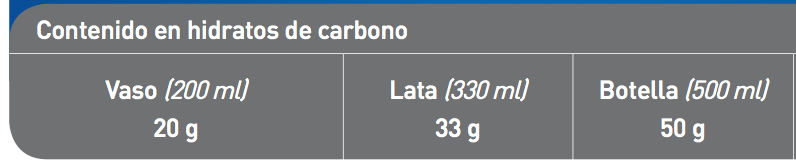 Contenido en hidratos de carbono
Vaso (200 ml) Lata (330 ml) Botella (500 ml)
20 g 33 g 50 g